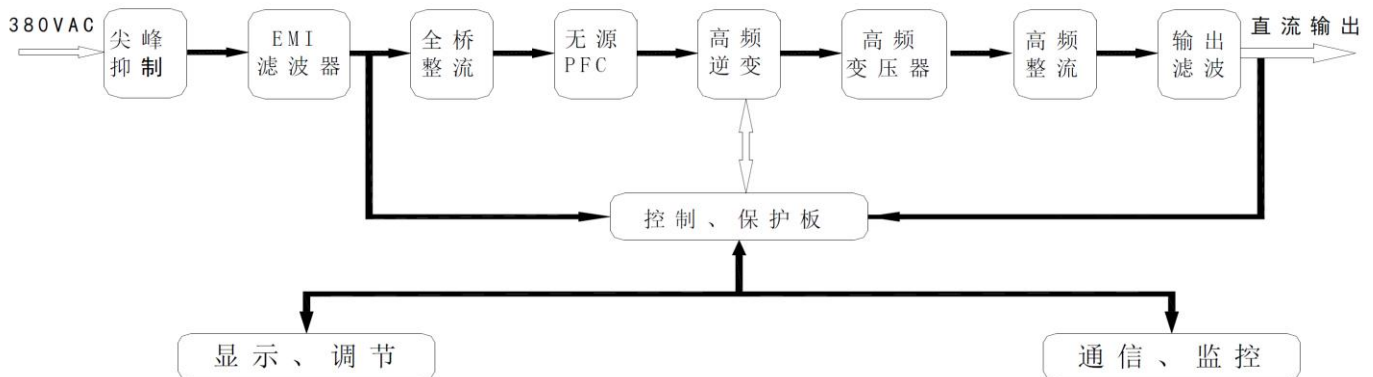 380VAC
尖峰
抑制
EMI
滤波器
全桥
整流
无源
PFC
高频
逆变
高频
变压器
高频
整流
输出
滤波
直流输出
控制、保护板
显示、调节
通信、监控